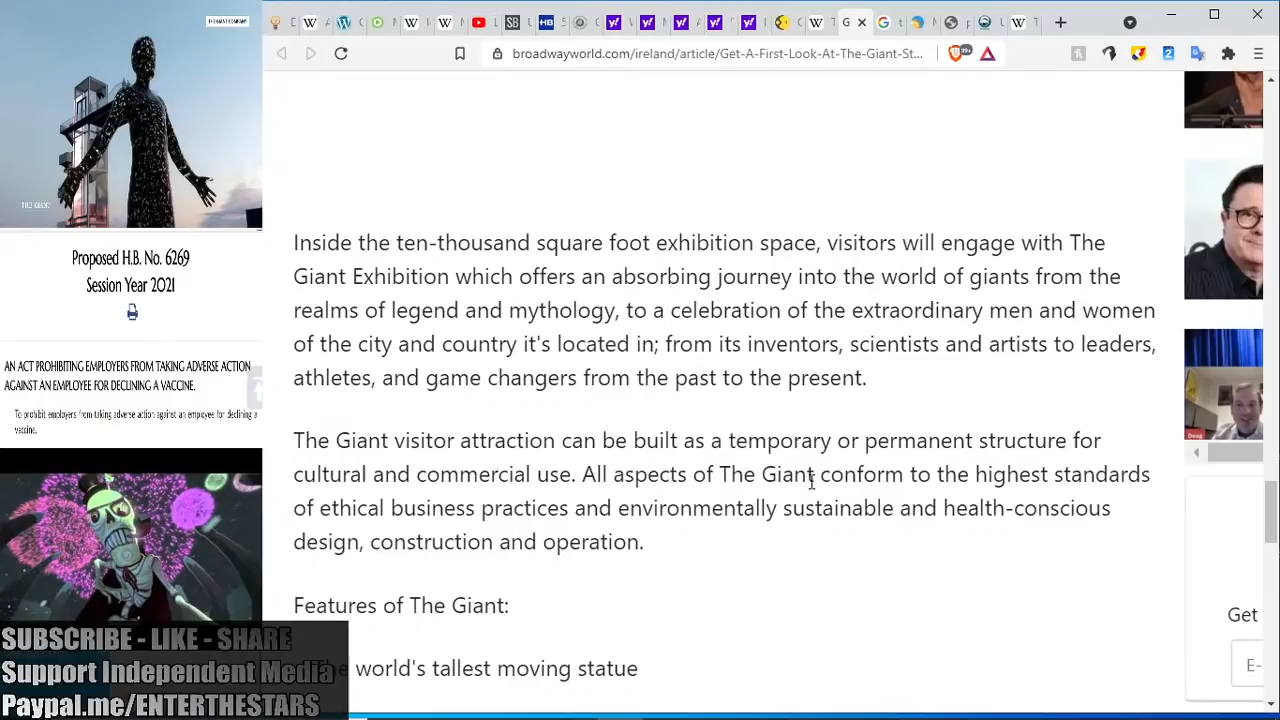 THE GIANT COMPANY
THE GIANT
Proposed H.B. No. 6269
Session Year 2021
AN ACT PROHIBITING EMPLOYERS FROM TAKING ADVERSE ACTION
AGAINST AN EMPLOYEE FOR DECLINING A VACCINE.
To prohibit employers from taking adverse action against an employee for declining a
vaccine.
SUBSCRIBE - LIKE - SHARE
Support Independent Media
Paypal.me/ENTERTHESTARS
broadwayworld.com/ireland/article/Get-A-First-Look-At-The-Giant-St...
Inside the ten-thousand square foot exhibition space, visitors will engage with The
Giant Exhibition which offers an absorbing journey into the world of giants from the
realms of legend and mythology, to a celebration of the extraordinary men and women
of the city and country it's located in; from its inventors, scientists and artists to leaders,
athletes, and game changers from the past to the present.
The Giant visitor attraction can be built as a temporary or permanent structure for
cultural and commercial use. All aspects of The Giant conform to the highest standards
of ethical business practices and environmentally sustainable and health-conscious
design, construction and operation.
Features of The Giant:
world's tallest moving statue
Doug
Get
E-